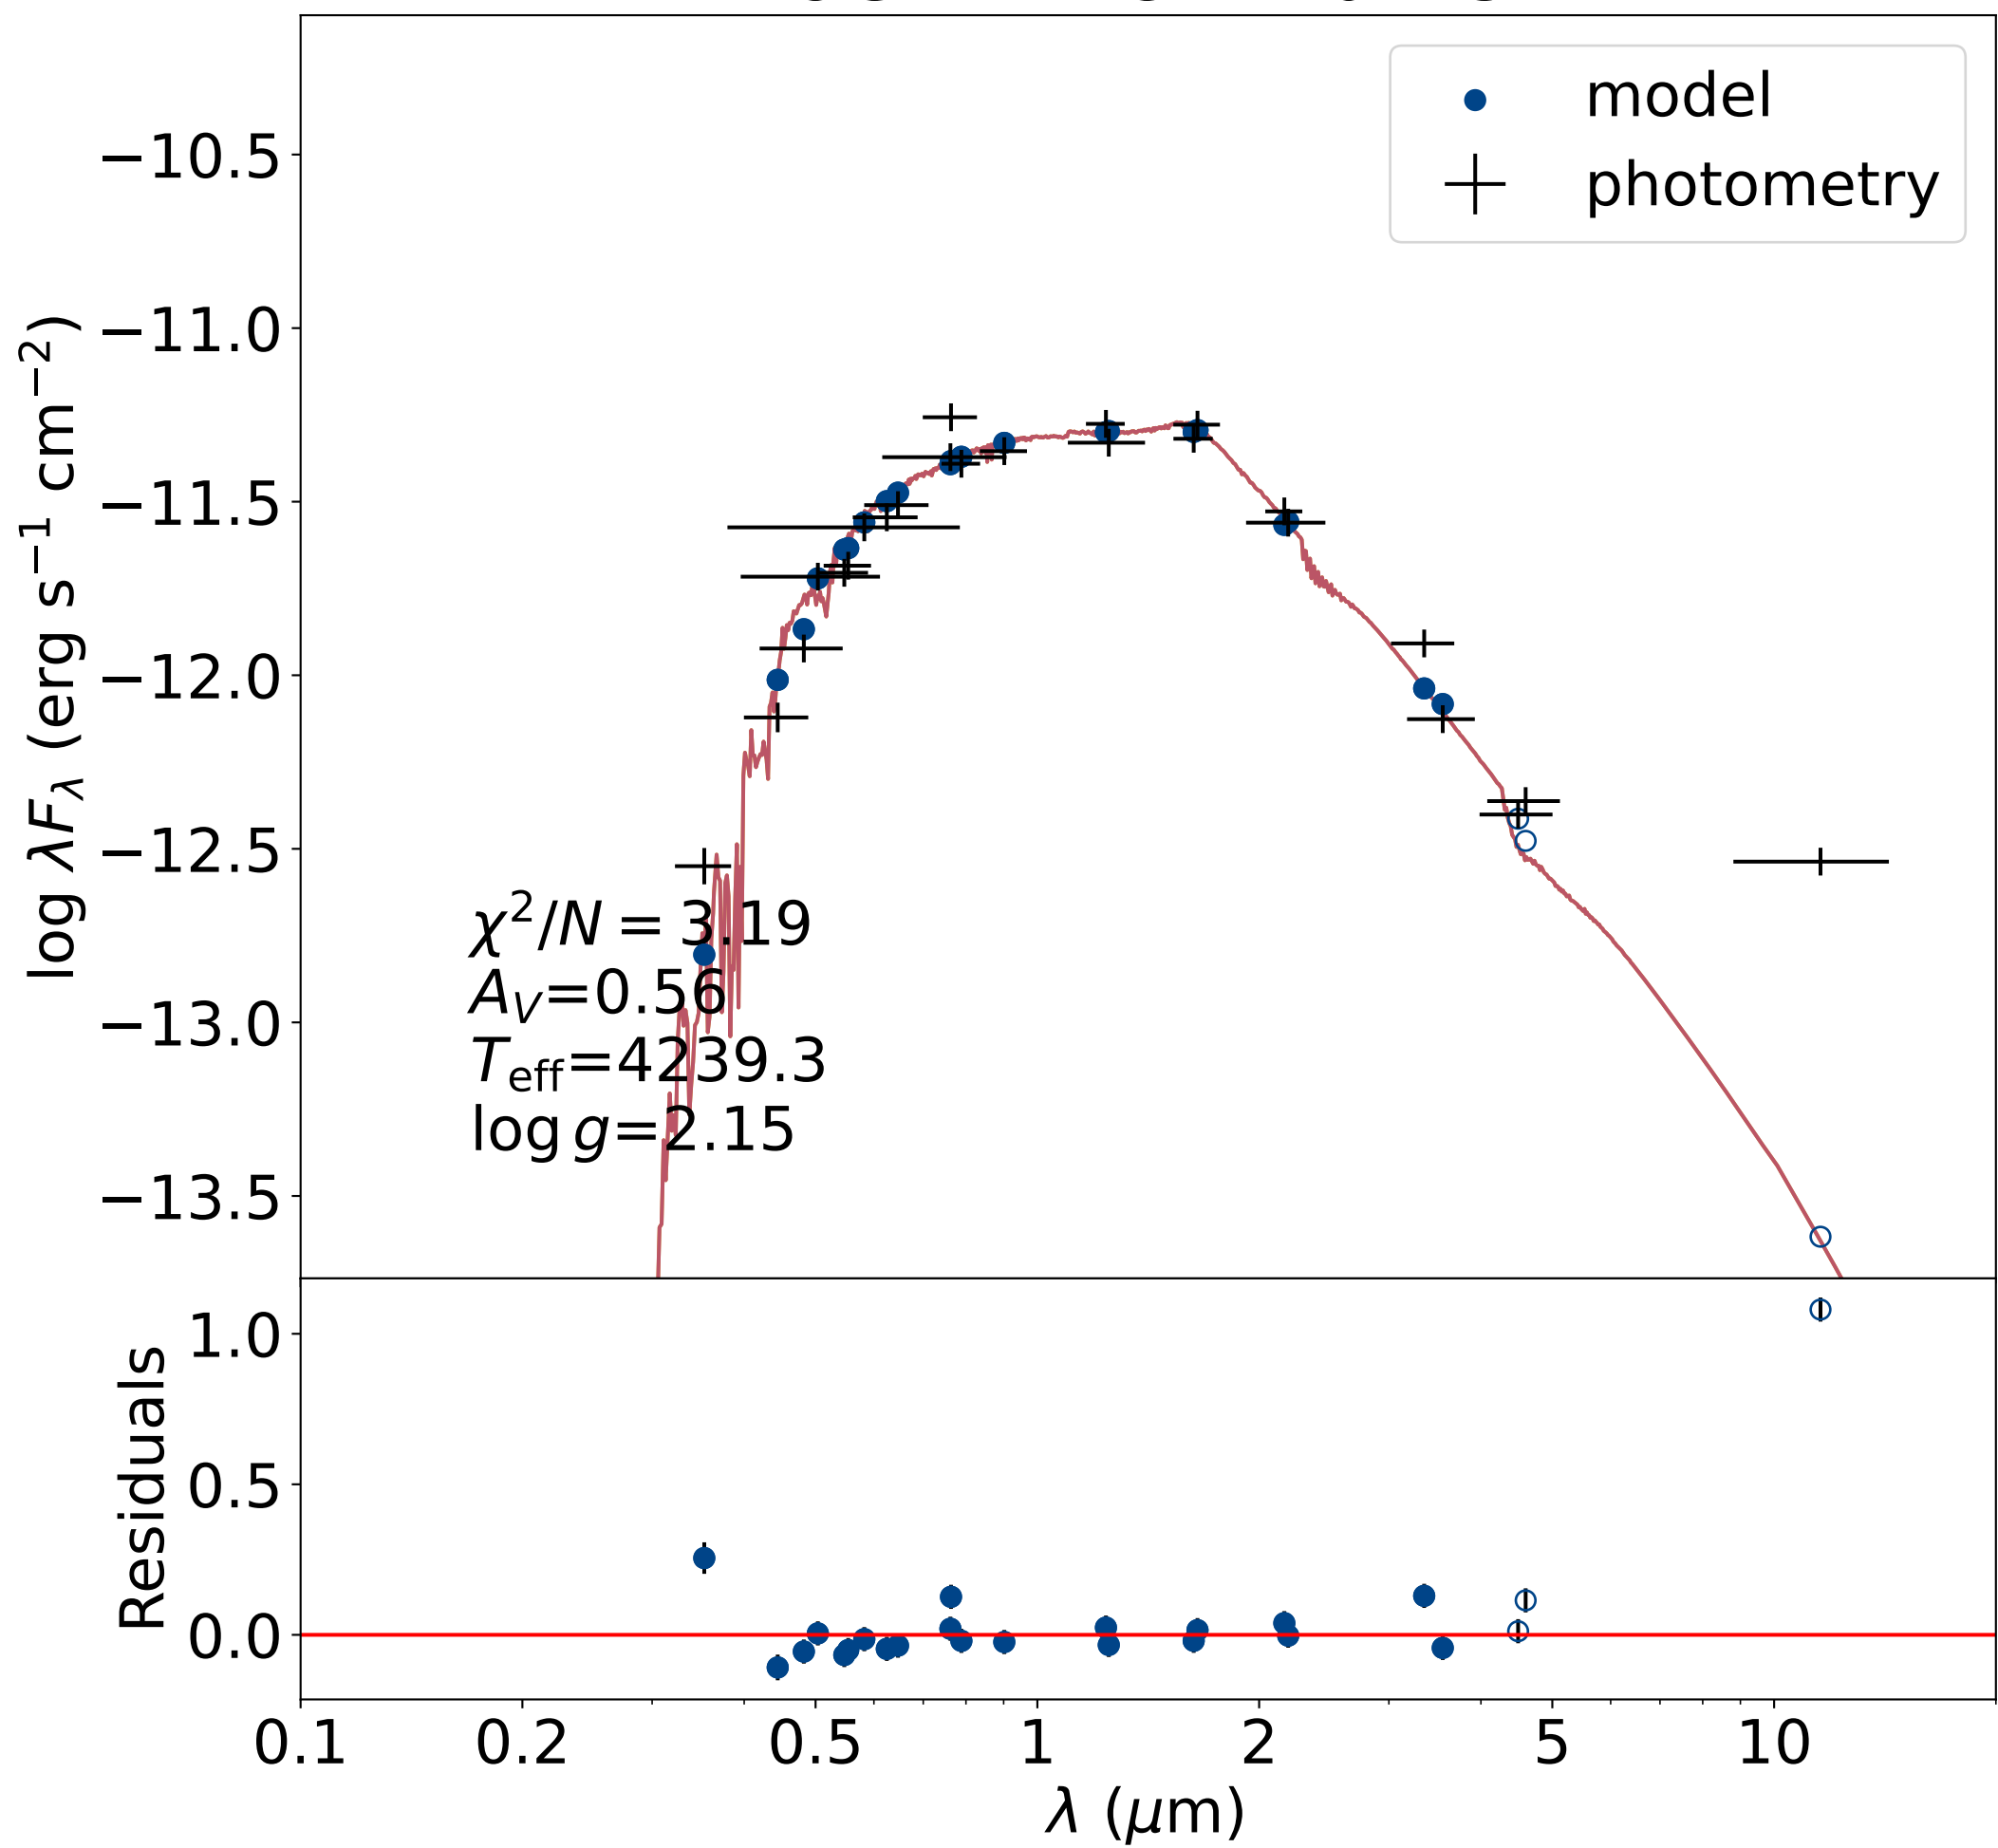 model
photometry
−10.5
−11.0
−11.5
−12.0
−12.5
−13.0
−13.5
log λF_λ (erg s⁻¹ cm⁻²)
χ²/N = 3.19
A_V=0.56
T_eff=4239.3
log g=2.15
1.0
0.5
0.0
Residuals
0.1 0.2 0.5 1 2 5 10
λ (μm)